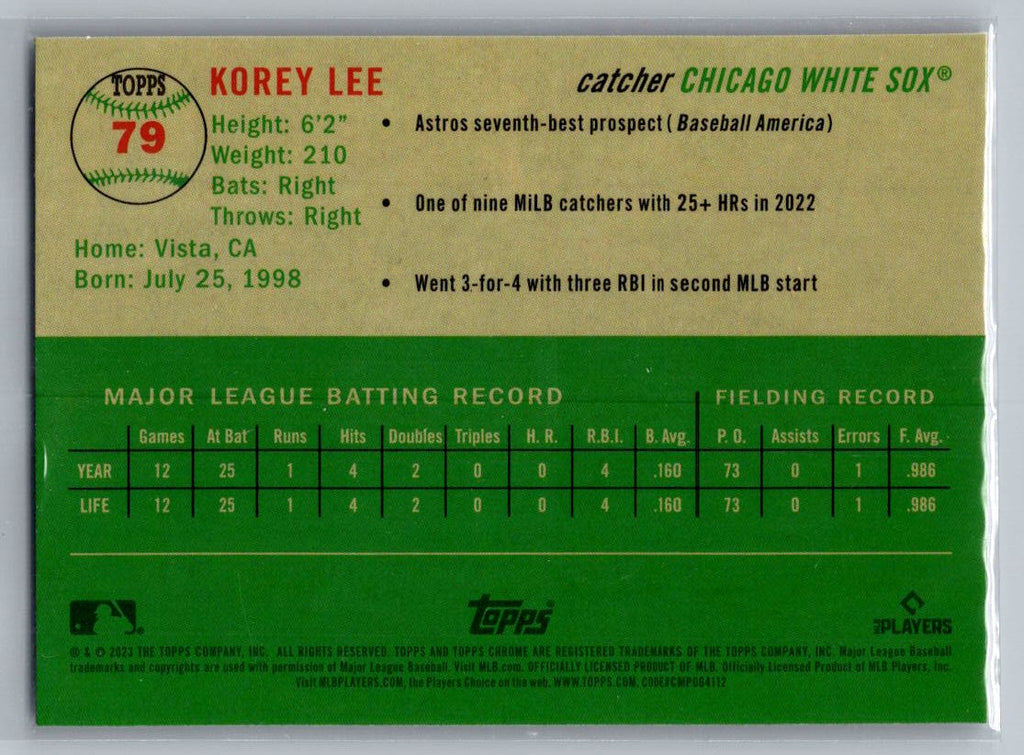 TOPPS
79
KOREY LEE
catcher CHICAGO WHITE SOX®
Height: 6'2"
Weight: 210
Bats: Right
Throws: Right
Home: Vista, CA
Born: July 25, 1998
• Astros seventh-best prospect (Baseball America)
• One of nine MiLB catchers with 25+ HRs in 2022
• Went 3-for-4 with three RBI in second MLB start
MAJOR LEAGUE BATTING RECORD FIELDING RECORD
Games At Bat Runs Hits Doubles Triples H. R. R.B.I. B. Avg. P. O. Assists Errors F. Avg.
YEAR 12 25 1 4 2 0 0 4 .160 73 0 1 .986
LIFE 12 25 1 4 2 0 0 4 .160 73 0 1 .986
Topps
MLB PLAYERS
® & © 2023 THE TOPPS COMPANY, INC. ALL RIGHTS RESERVED. TOPPS AND TOPPS CHROME ARE REGISTERED TRADEMARKS OF THE TOPPS COMPANY, INC. Major League Baseball
trademarks and copyrights are used with permission of Major League Baseball. Visit MLB.com. OFFICIALLY LICENSED PRODUCT OF MLB. Officially Licensed Product of MLB Players, Inc.
Visit MLBPLAYERS.COM, the Players Choice on the web. WWW.TOPPS.COM. CODE#CMP064112